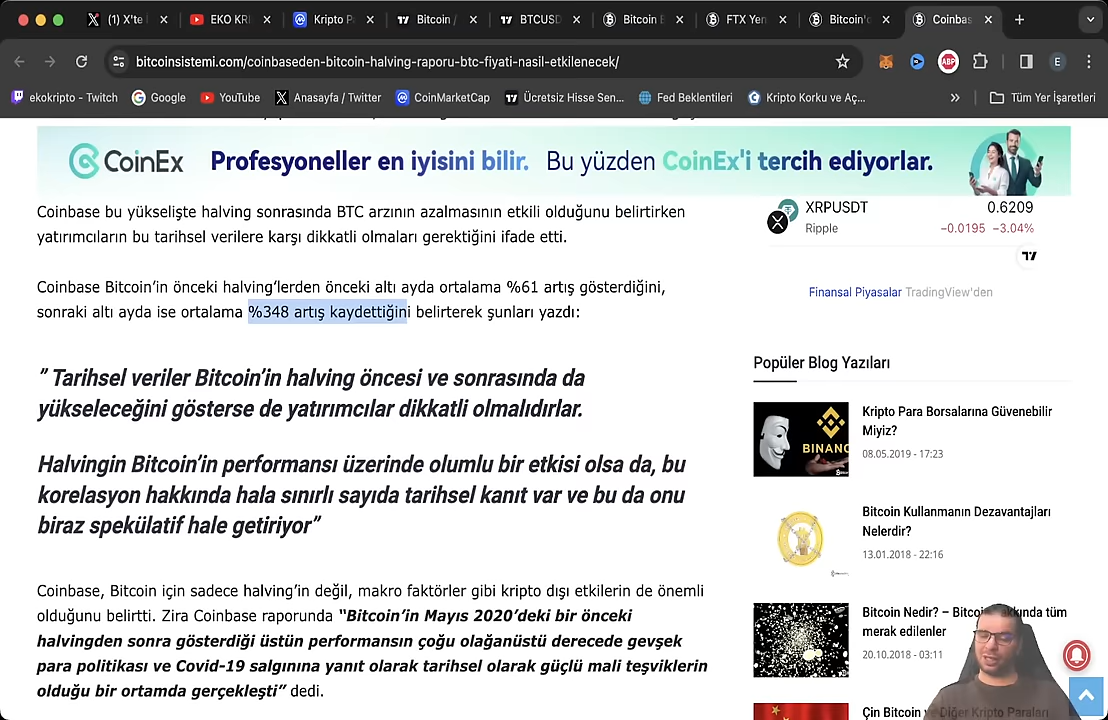 (1) X'te
EKO KRİ
Kripto P
Bitcoin /
BTCUSD
Bitcoin E
FTX Yen
Bitcoin'd
Coinbas
bitcoinsistemi.com/coinbaseden-bitcoin-halving-raporu-btc-fiyati-nasil-etkilenecek/
ABP
E
ekokripto - Twitch
Google
YouTube
Anasayfa / Twitter
CoinMarketCap
Ücretsiz Hisse Sen...
Fed Beklentileri
Kripto Korku ve Aç...
»
Tüm Yer İşaretleri
CoinEx
Profesyoneller en iyisini bilir. Bu yüzden CoinEx'i tercih ediyorlar.
Coinbase bu yükselişte halving sonrasında BTC arzının azalmasının etkili olduğunu belirtirken
yatırımcıların bu tarihsel verilere karşı dikkatli olmaları gerektiğini ifade etti.
Coinbase Bitcoin’in önceki halving’lerden önceki altı ayda ortalama %61 artış gösterdiğini,
sonraki altı ayda ise ortalama %348 artış kaydettiğini belirterek şunları yazdı:
” Tarihsel veriler Bitcoin’in halving öncesi ve sonrasında da
yükseleceğini gösterse de yatırımcılar dikkatli olmalıdırlar.
Halvingin Bitcoin’in performansı üzerinde olumlu bir etkisi olsa da, bu
korelasyon hakkında hala sınırlı sayıda tarihsel kanıt var ve bu da onu
biraz spekülatif hale getiriyor”
Coinbase, Bitcoin için sadece halving’in değil, makro faktörler gibi kripto dışı etkilerin de önemli
olduğunu belirtti. Zira Coinbase raporunda “Bitcoin’in Mayıs 2020’deki bir önceki
halvingden sonra gösterdiği üstün performansın çoğu olağanüstü derecede gevşek
para politikası ve Covid-19 salgınına yanıt olarak tarihsel olarak güçlü mali teşviklerin
olduğu bir ortamda gerçekleşti” dedi.
XRPUSDT
0.6209
Ripple
−0.0195 −3.04%
Finansal Piyasalar TradingView'den
Popüler Blog Yazıları
BINANC
Kripto Para Borsalarına Güvenebilir
Miyiz?
08.05.2019 - 17:23
Bitcoin Kullanmanın Dezavantajları
Nelerdir?
13.01.2018 - 22:16
Bitcoin Nedir? – Bitcoin hakkında tüm
merak edilenler
20.10.2018 - 03:11
Çin Bitcoin ve Diğer Kripto Paraları